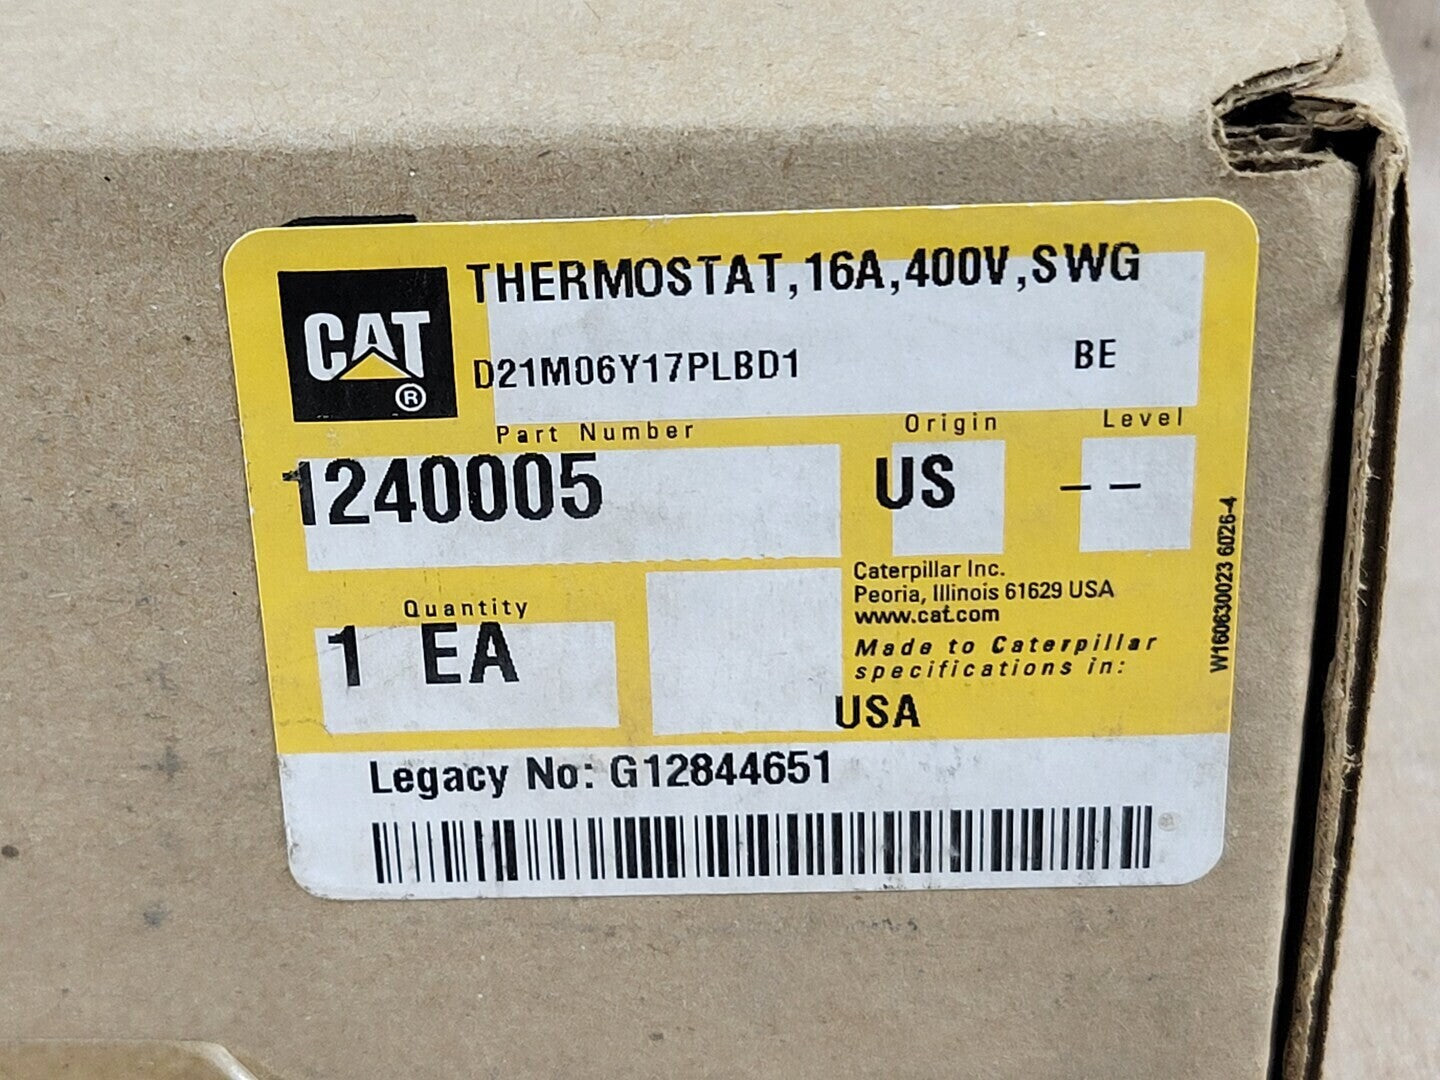 THERMOSTAT,16A,400V,SWG
CAT
®
D21M06Y17PLBD1 BE
Part Number Origin Level
1240005 US --
Quantity
1 EA
Caterpillar Inc.
Peoria, Illinois 61629 USA
www.cat.com
Made to Caterpillar
specifications in:
USA
W160630023 6026-4
Legacy No: G12844651